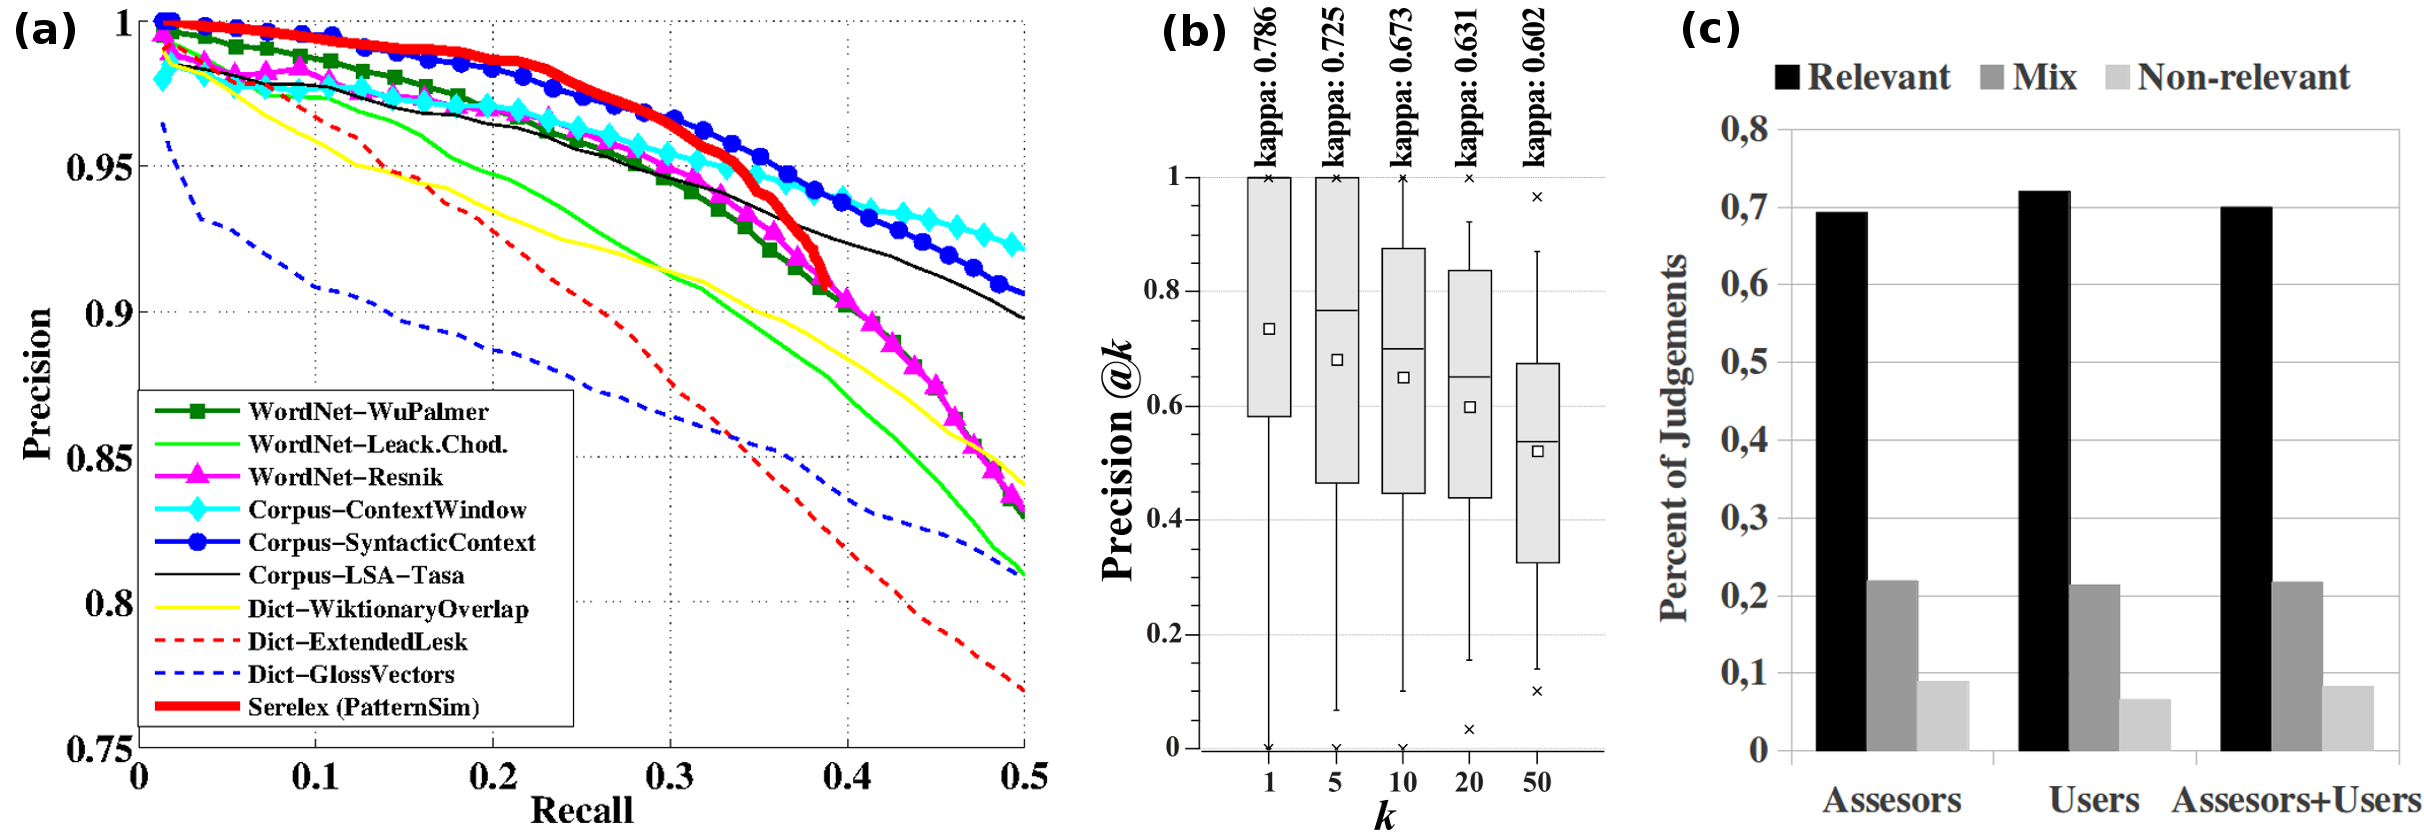 (a)
1
0.95
0.9
0.85
0.8
0.75
Precision
WordNet-WuPalmer
WordNet-Leack.Chod.
WordNet-Resnik
Corpus-ContextWindow
Corpus-SyntacticContext
Corpus-LSA-Tasa
Dict-WiktionaryOverlap
Dict-ExtendedLesk
Dict-GlossVectors
Serelex (PatternSim)
0 0.1 0.2 0.3 0.4 0.5
Recall
(b)
kappa: 0.786
kappa: 0.725
kappa: 0.673
kappa: 0.631
kappa: 0.602
1
0.8
0.6
0.4
0.2
0
Precision @k
1 5 10 20 50
k
(c)
Relevant Mix Non-relevant
0,8
0,7
0,6
0,5
0,4
0,3
0,2
0,1
0
Percent of Judgements
Assesors Users Assesors+Users